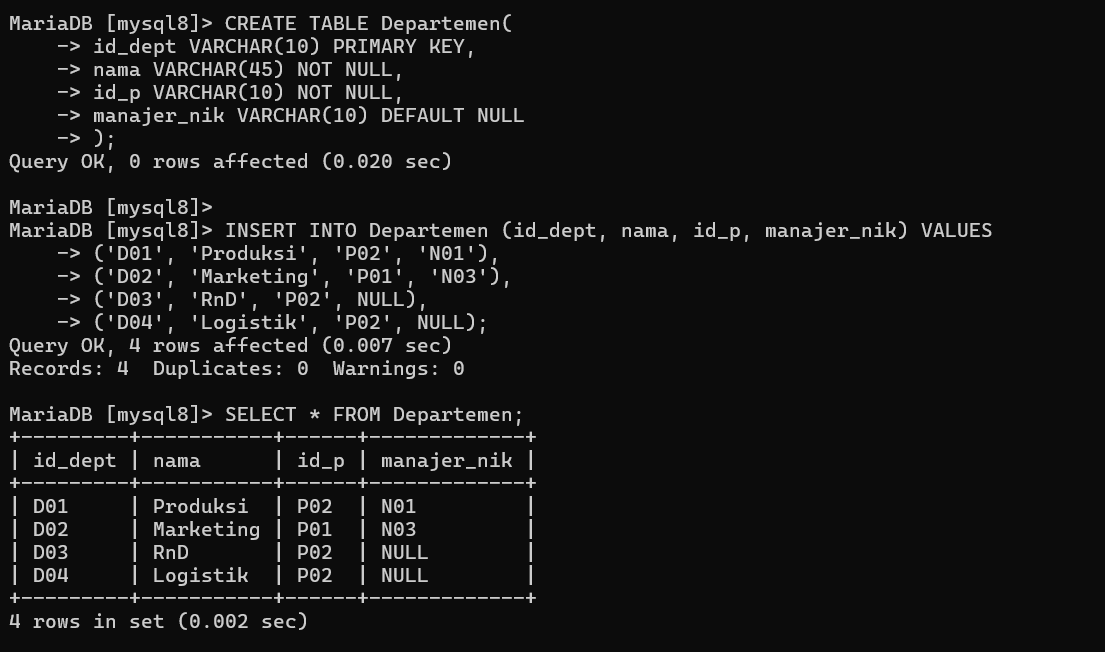 MariaDB [mysql8]> CREATE TABLE Departemen(
    -> id_dept VARCHAR(10) PRIMARY KEY,
    -> nama VARCHAR(45) NOT NULL,
    -> id_p VARCHAR(10) NOT NULL,
    -> manajer_nik VARCHAR(10) DEFAULT NULL
    -> );
Query OK, 0 rows affected (0.020 sec)

MariaDB [mysql8]>
MariaDB [mysql8]> INSERT INTO Departemen (id_dept, nama, id_p, manajer_nik) VALUES
    -> ('D01', 'Produksi', 'P02', 'N01'),
    -> ('D02', 'Marketing', 'P01', 'N03'),
    -> ('D03', 'RnD', 'P02', NULL),
    -> ('D04', 'Logistik', 'P02', NULL);
Query OK, 4 rows affected (0.007 sec)
Records: 4  Duplicates: 0  Warnings: 0

MariaDB [mysql8]> SELECT * FROM Departemen;
+---------+-----------+------+-------------+
| id_dept | nama      | id_p | manajer_nik |
+---------+-----------+------+-------------+
| D01     | Produksi  | P02  | N01         |
| D02     | Marketing | P01  | N03         |
| D03     | RnD       | P02  | NULL        |
| D04     | Logistik  | P02  | NULL        |
+---------+-----------+------+-------------+
4 rows in set (0.002 sec)